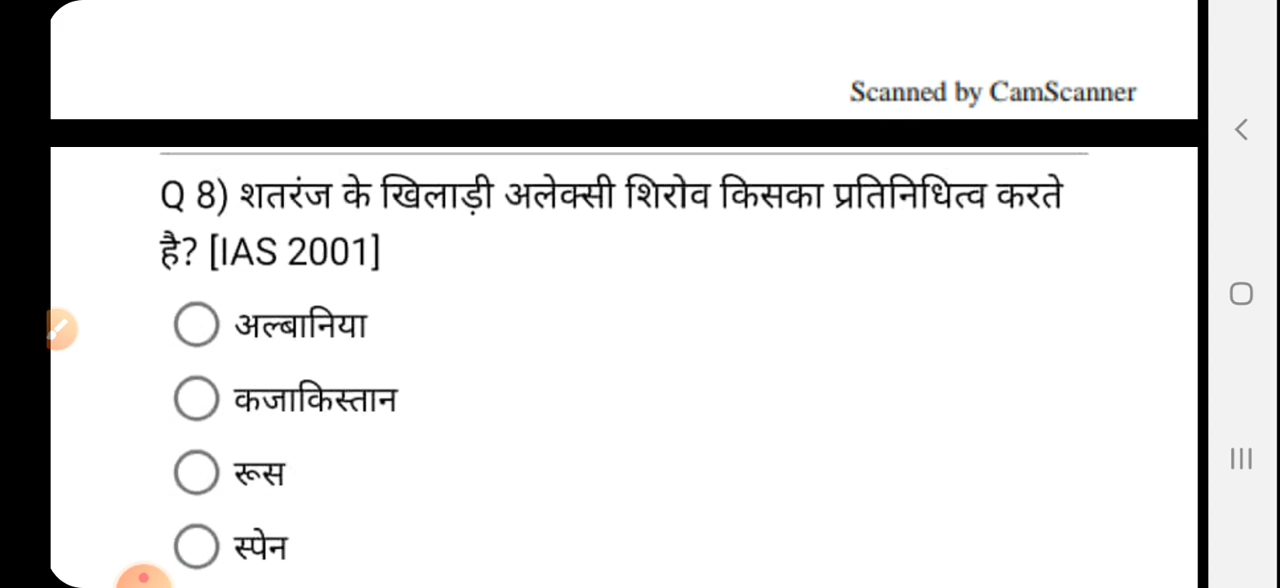 Scanned by CamScanner
Q 8) शतरंज के खिलाड़ी अलेक्सी शिरोव किसका प्रतिनिधित्व करते
है? [IAS 2001]
अल्बानिया
कजाकिस्तान
रूस
स्पेन